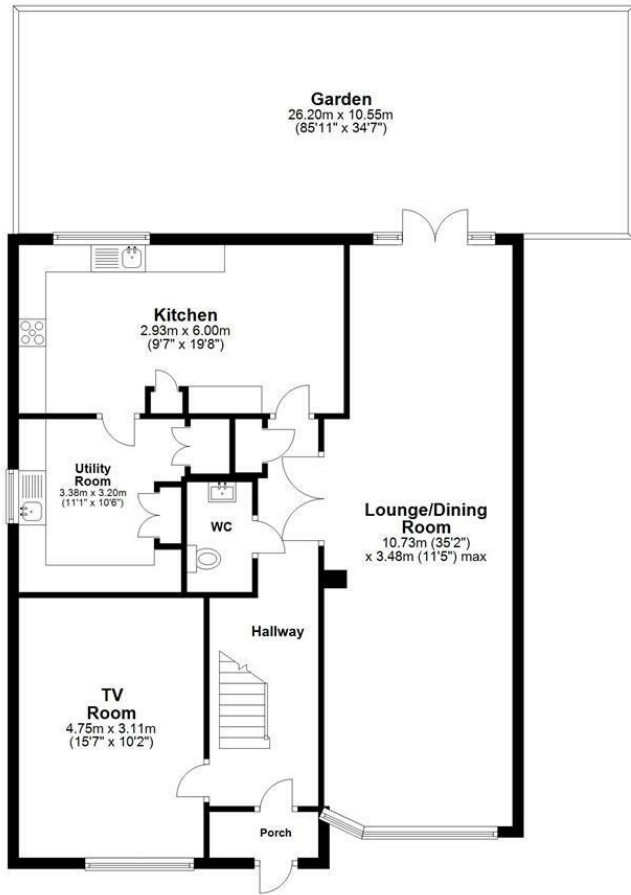 Garden
26.20m x 10.55m
(85'11" x 34'7")
Kitchen
2.93m x 6.00m
(9'7" x 19'8")
Utility
Room
3.38m x 3.20m
(11'1" x 10'6")
WC
Lounge/Dining
Room
10.73m (35'2")
x 3.48m (11'5") max
Hallway
TV
Room
4.75m x 3.11m
(15'7" x 10'2")
Porch